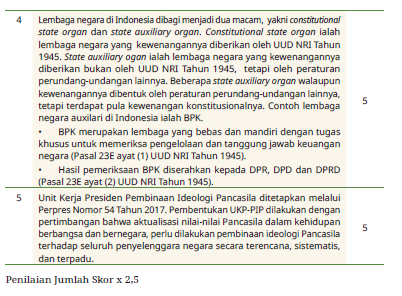 4 Lembaga negara di Indonesia dibagi menjadi dua macam, yakni constitutional
state organ dan state auxiliary organ. Constitutional state organ ialah
lembaga negara yang kewenangannya diberikan oleh UUD NRI Tahun
1945. State auxiliary ogan ialah lembaga negara yang kewenangannya
diberikan bukan oleh UUD NRI Tahun 1945, tetapi oleh peraturan
perundang-undangan lainnya. Beberapa state auxiliary organ walaupun
kewenangannya dibentuk oleh peraturan perundang-undangan lainnya,
tetapi terdapat pula kewenangan konstitusionalnya. Contoh lembaga
negara auxilari di Indonesia ialah BPK.
• BPK merupakan lembaga yang bebas dan mandiri dengan tugas
khusus untuk memeriksa pengelolaan dan tanggung jawab keuangan
negara (Pasal 23E ayat (1) UUD NRI Tahun 1945).
• Hasil pemeriksaan BPK diserahkan kepada DPR, DPD dan DPRD
(Pasal 23E ayat (2) UUD NRI Tahun 1945).
5
5 Unit Kerja Presiden Pembinaan Ideologi Pancasila ditetapkan melalui
Perpres Nomor 54 Tahun 2017. Pembentukan UKP-PIP dilakukan dengan
pertimbangan bahwa aktualisasi nilai-nilai Pancasila dalam kehidupan
berbangsa dan bernegara, perlu dilakukan pembinaan ideologi Pancasila
terhadap seluruh penyelenggara negara secara terencana, sistematis,
dan terpadu.
5
Penilaian Jumlah Skor x 2,5